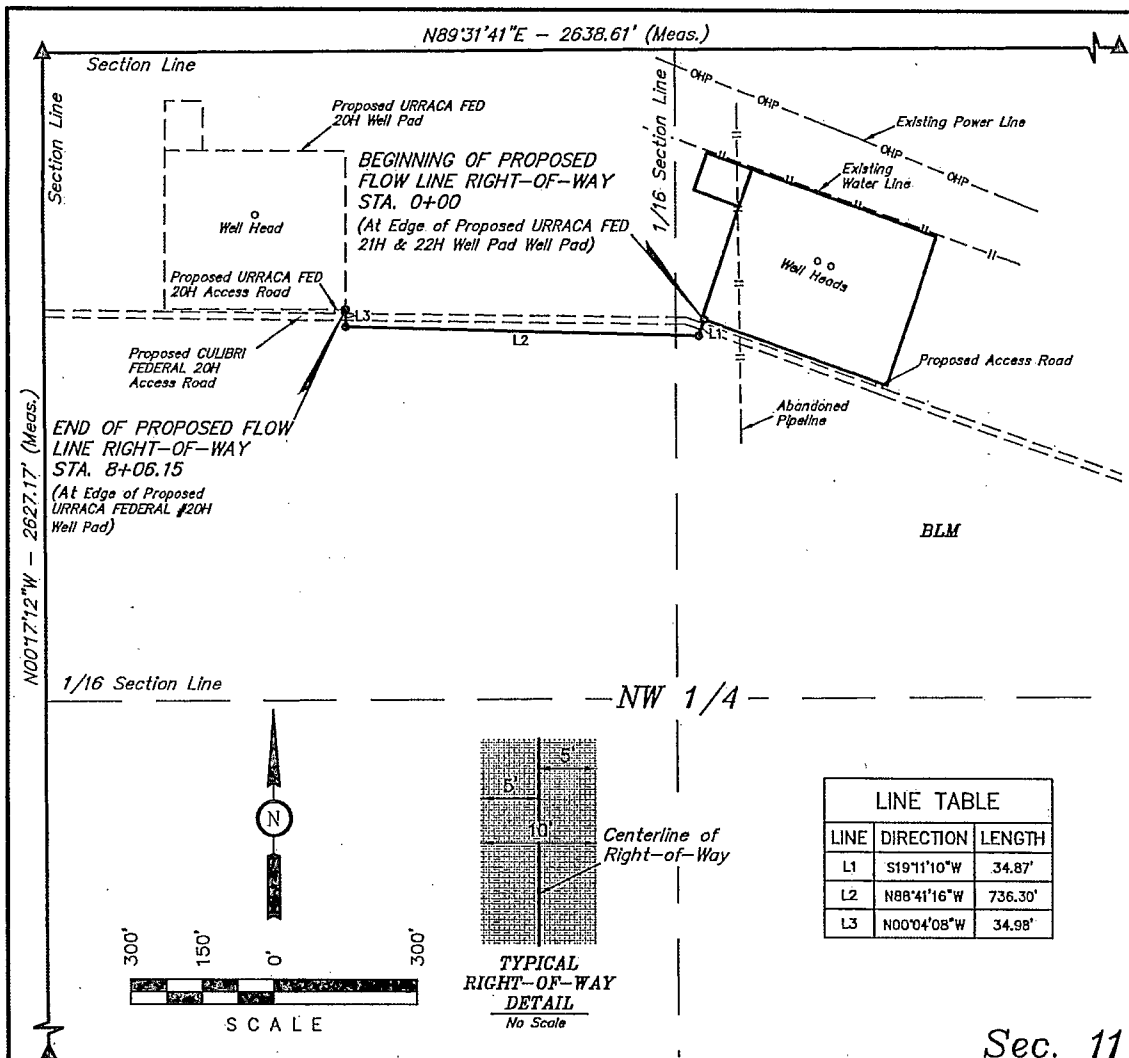 N89°31'41"E - 2638.61' (Meas.)
Section Line
Section Line
1/16 Section Line
OHP
OHP
OHP
OHP
OHP
Existing Power Line
Existing
Water Line
Proposed URRACA FED
20H Well Pad
Well Head
BEGINNING OF PROPOSED
FLOW LINE RIGHT-OF-WAY
STA. 0+00
(At Edge of Proposed URRACA FED
21H & 22H Well Pad Well Pad)
Well Heads
Proposed URRACA FED
20H Access Road
L3
L2
L1
Proposed CULIBRI
FEDERAL 20H
Access Road
Proposed Access Road
Abandoned
Pipeline
END OF PROPOSED FLOW
LINE RIGHT-OF-WAY
STA. 8+06.15
(At Edge of Proposed
URRACA FEDERAL #20H
Well Pad)
N00°17'12"W - 2627.17' (Meas.)
BLM
1/16 Section Line
NW 1/4
N
5'
5'
10'
Centerline of
Right-of-Way
TYPICAL
RIGHT-OF-WAY
DETAIL
No Scale
300' 150' 0' 300'
SCALE
LINE TABLE
LINE DIRECTION LENGTH
L1 S19°11'10"W 34.87'
L2 N88°41'16"W 736.30'
L3 N00°04'08"W 34.98'
Sec. 11